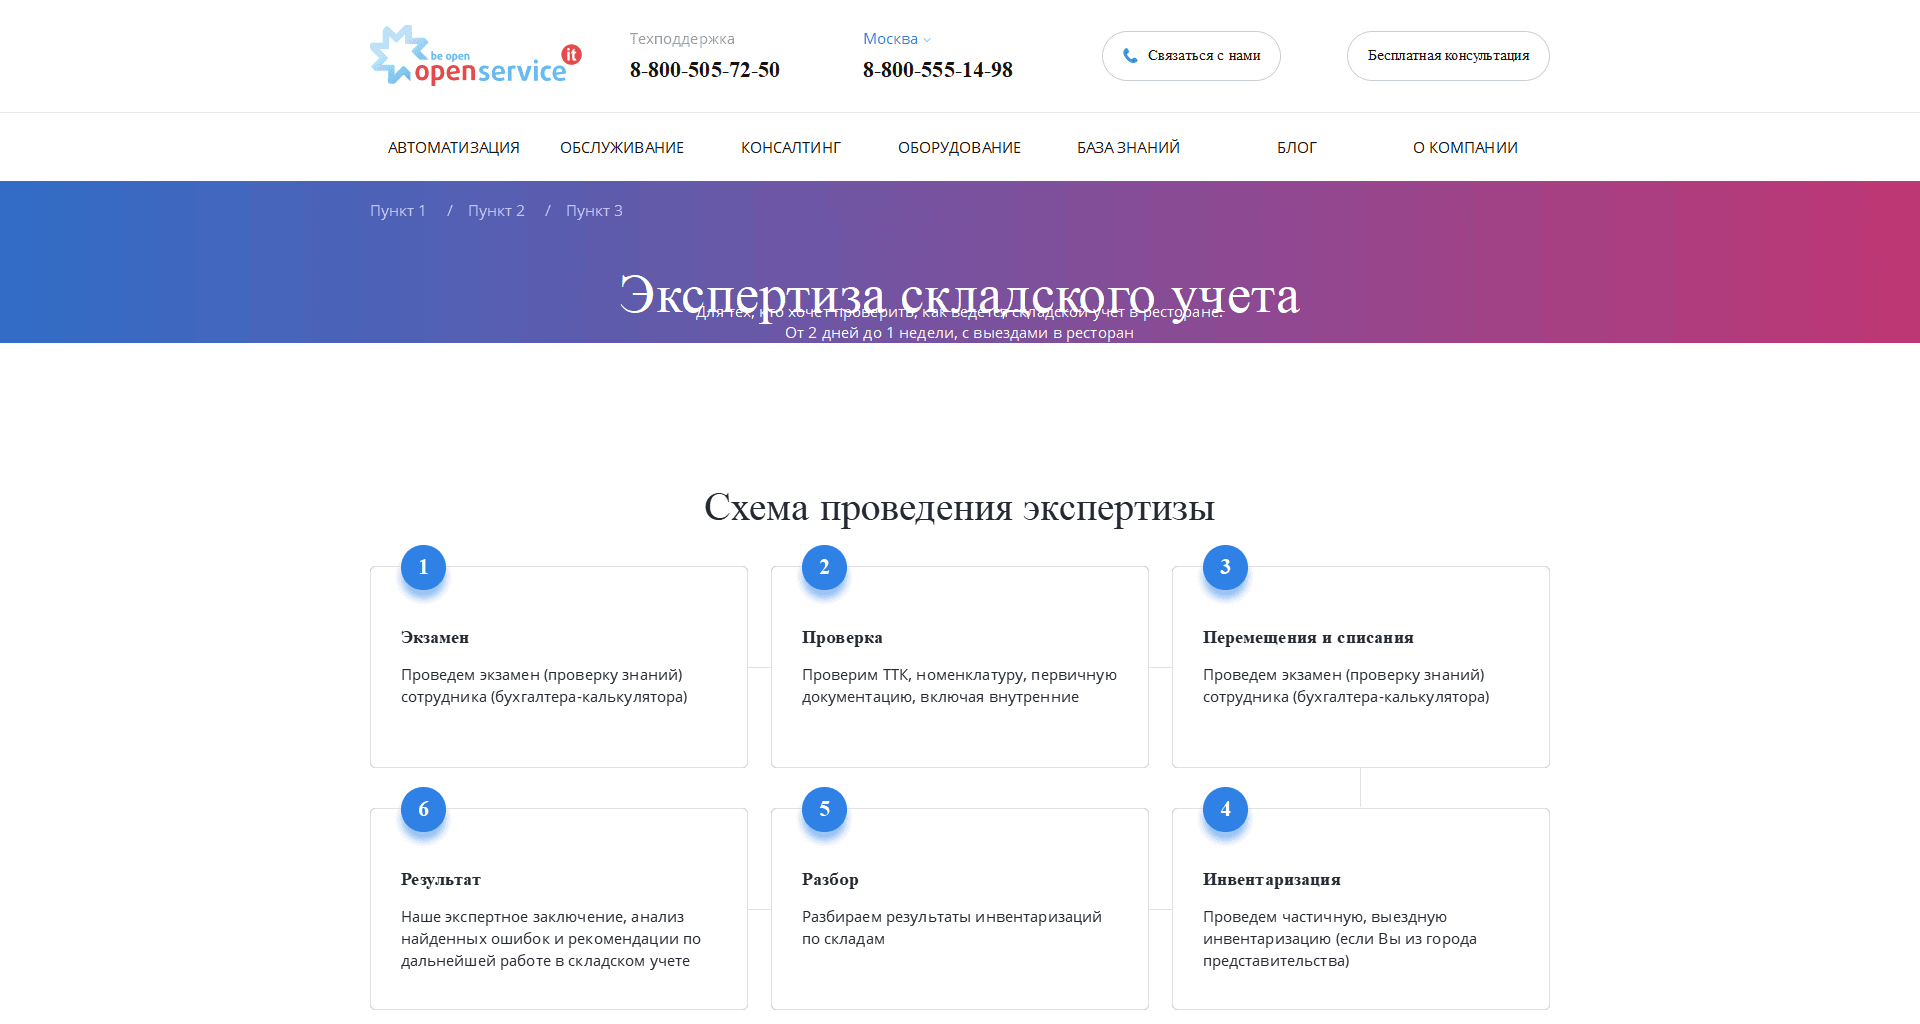 be open
openservice it
Техподдержка
8-800-505-72-50
Москва
8-800-555-14-98
Связаться с нами
Бесплатная консультация
АВТОМАТИЗАЦИЯ ОБСЛУЖИВАНИЕ КОНСАЛТИНГ ОБОРУДОВАНИЕ БАЗА ЗНАНИЙ БЛОГ О КОМПАНИИ
Пункт 1 / Пункт 2 / Пункт 3
Экспертиза складского учета
Для тех, кто хочет проверить, как ведется складской учет в ресторане.
От 2 дней до 1 недели, с выездами в ресторан
Схема проведения экспертизы
1
Экзамен
Проведем экзамен (проверку знаний)
сотрудника (бухгалтера-калькулятора)
2
Проверка
Проверим ТТК, номенклатуру, первичную
документацию, включая внутренние
3
Перемещения и списания
Проведем экзамен (проверку знаний)
сотрудника (бухгалтера-калькулятора)
6
Результат
Наше экспертное заключение, анализ
найденных ошибок и рекомендации по
дальнейшей работе в складском учете
5
Разбор
Разбираем результаты инвентаризаций
по складам
4
Инвентаризация
Проведем частичную, выездную
инвентаризацию (если Вы из города
представительства)